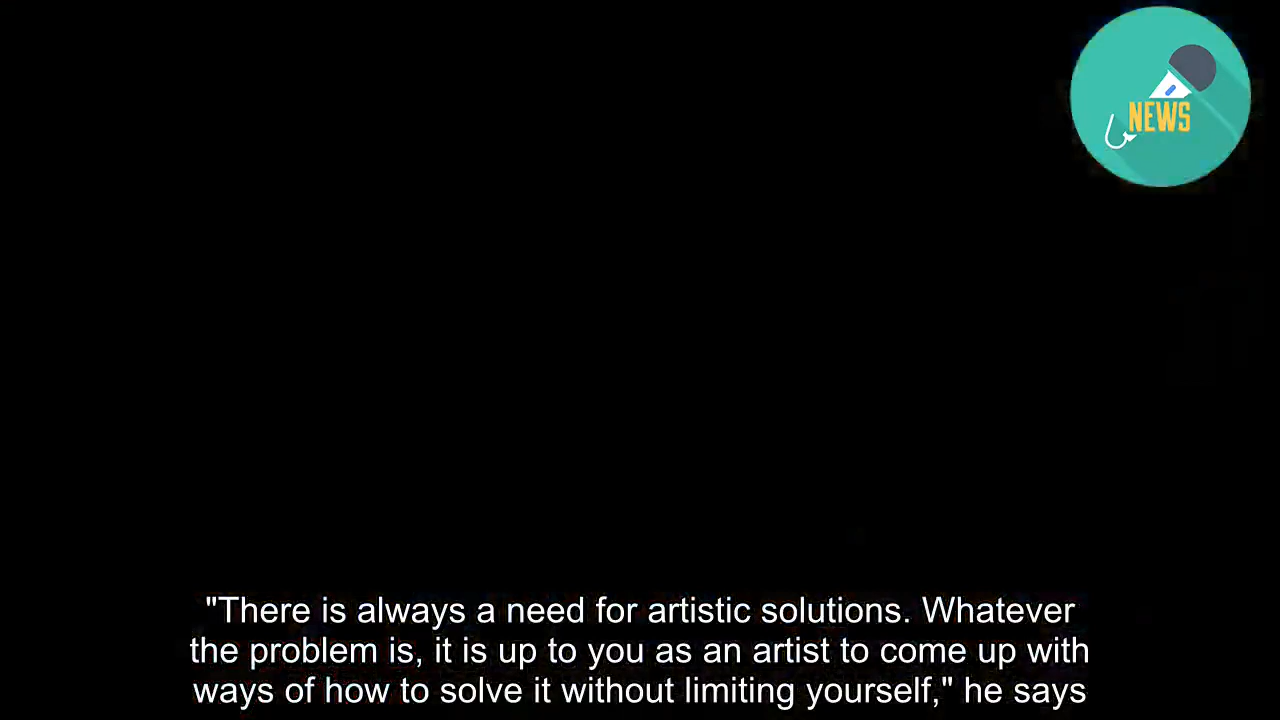 NEWS
"There is always a need for artistic solutions. Whatever
the problem is, it is up to you as an artist to come up with
ways of how to solve it without limiting yourself," he says